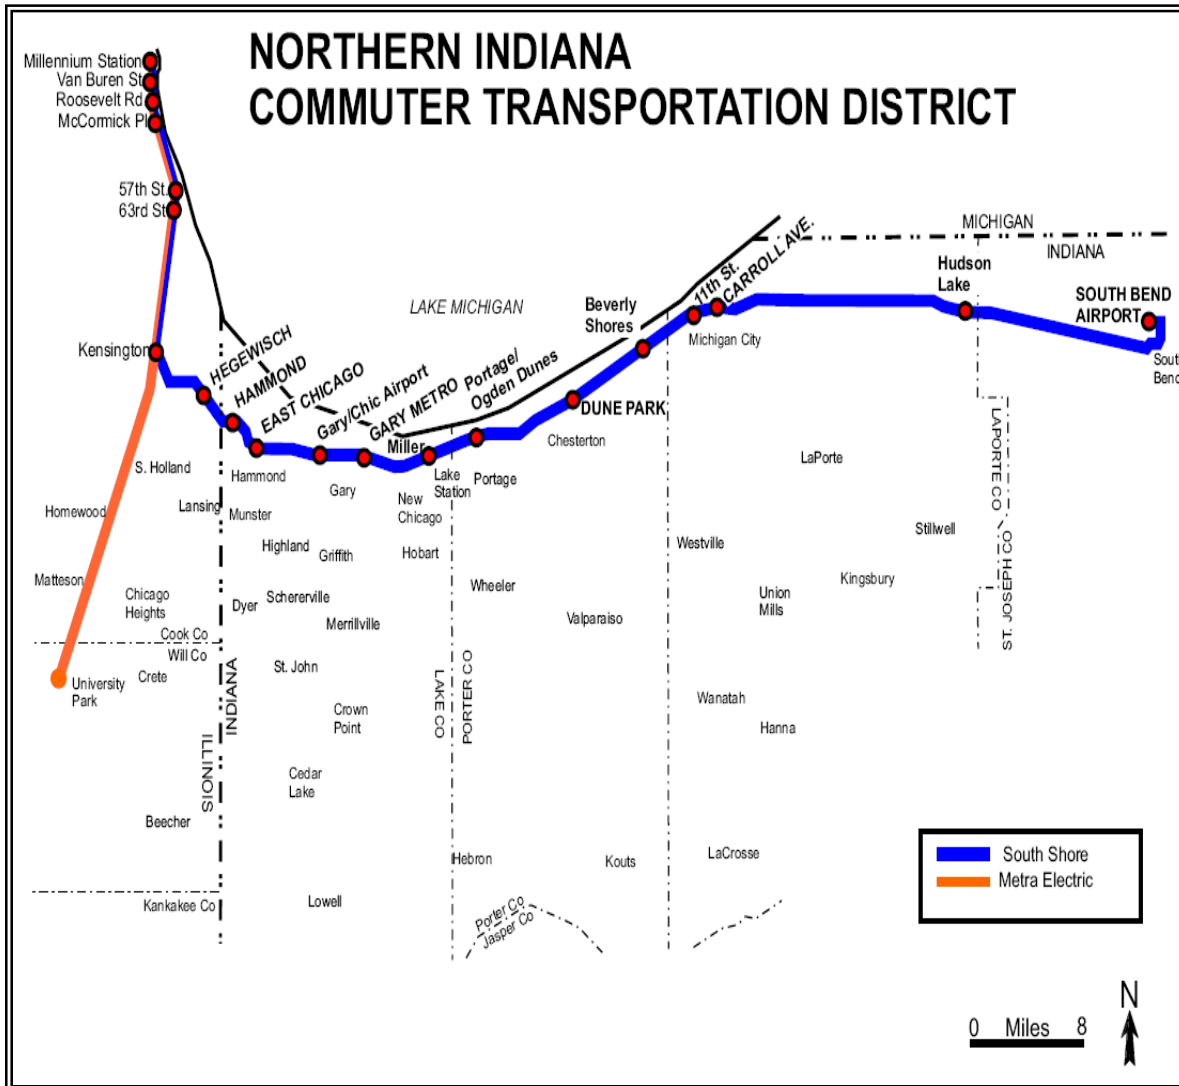 NORTHERN INDIANA
COMMUTER TRANSPORTATION DISTRICT
Millennium Station
Van Buren St
Roosevelt Rd
McCormick Pl
57th St.
63rd St
Kensington
HEGEWISCH
HAMMOND
EAST CHICAGO
Gary/Chic Airport
GARY METRO
Miller
Portage/
Ogden Dunes
DUNE PARK
Beverly
Shores
11th St.
CARROLL AVE.
Hudson
Lake
SOUTH BEND
AIRPORT
LAKE MICHIGAN
MICHIGAN
INDIANA
Michigan City
South
Bend
S. Holland
Hammond
Gary
Lake
Station
Portage
Chesterton
LaPorte
Homewood
Lansing
Munster
New
Chicago
Highland
Griffith
Hobart
Westville
Stillwell
LAPORTE CO
ST. JOSEPH CO
Matteson
Chicago
Heights
Dyer
Schererville
Merrillville
Wheeler
Valparaiso
Union
Mills
Kingsbury
Cook Co
Will Co
University
Park
Crete
St. John
INDIANA
ILLINOIS
LAKE CO
PORTER CO
Crown
Point
Wanatah
Hanna
Cedar
Lake
Beecher
Hebron
Kouts
LaCrosse
Kankakee Co
Lowell
Porter Co
Jasper Co
South Shore
Metra Electric
N
0 Miles 8